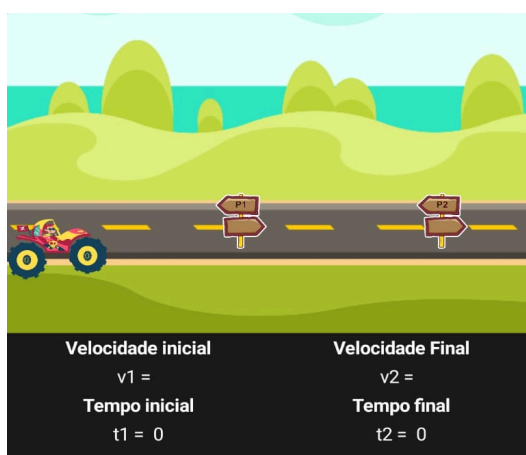 P1 P2
Velocidade inicial Velocidade Final
v1 = v2 =
Tempo inicial Tempo final
t1 = 0 t2 = 0